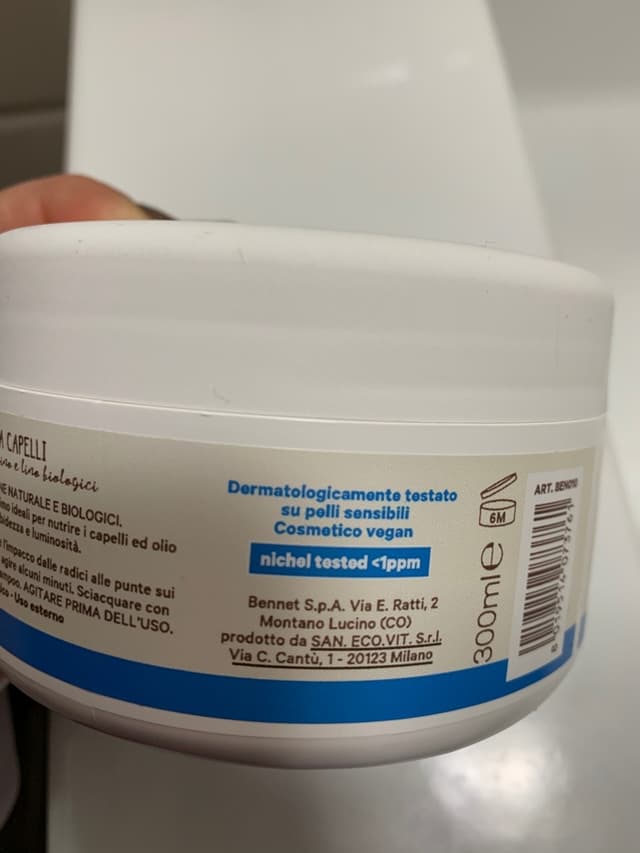 CAPELLI
e lino biologici
NATURALE E BIOLOGICI.
ideali per nutrire i capelli ed olio
e luminosità.
l'impacco dalle radici alle punte sui
agire alcuni minuti. Sciacquare con
AGITARE PRIMA DELL'USO.
Uso esterno
Dermatologicamente testato
su pelli sensibili
Cosmetico vegan
nichel tested <1ppm
Bennet S.p.A. Via E. Ratti, 2
Montano Lucino (CO)
prodotto da SAN. ECO.VIT. S.r.l.
Via C. Cantù, 1 - 20123 Milano
6M
300ml e
ART. BEN010